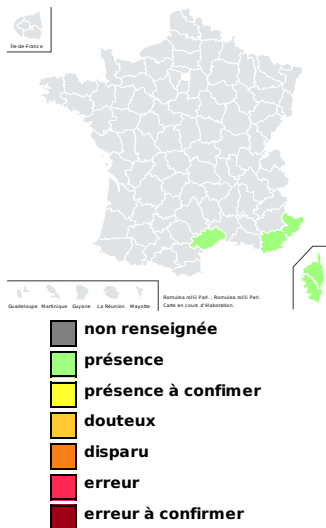 Île-de-France
Guadeloupe Martinique Guyane La Réunion Mayotte
Romulea rollii Parl. , Romulea rollii Parl.
Carte en cours d'élaboration.
non renseignée
présence
présence à confimer
douteux
disparu
erreur
erreur à confirmer